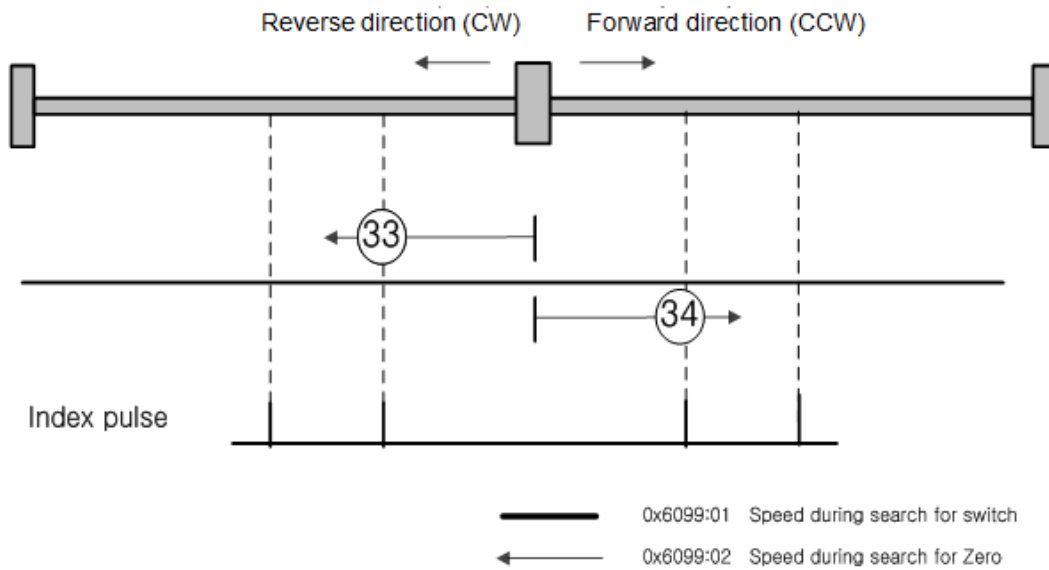 Reverse direction (CW) Forward direction (CCW)
33
34
Index pulse
0x6099:01 Speed during search for switch
0x6099:02 Speed during search for Zero